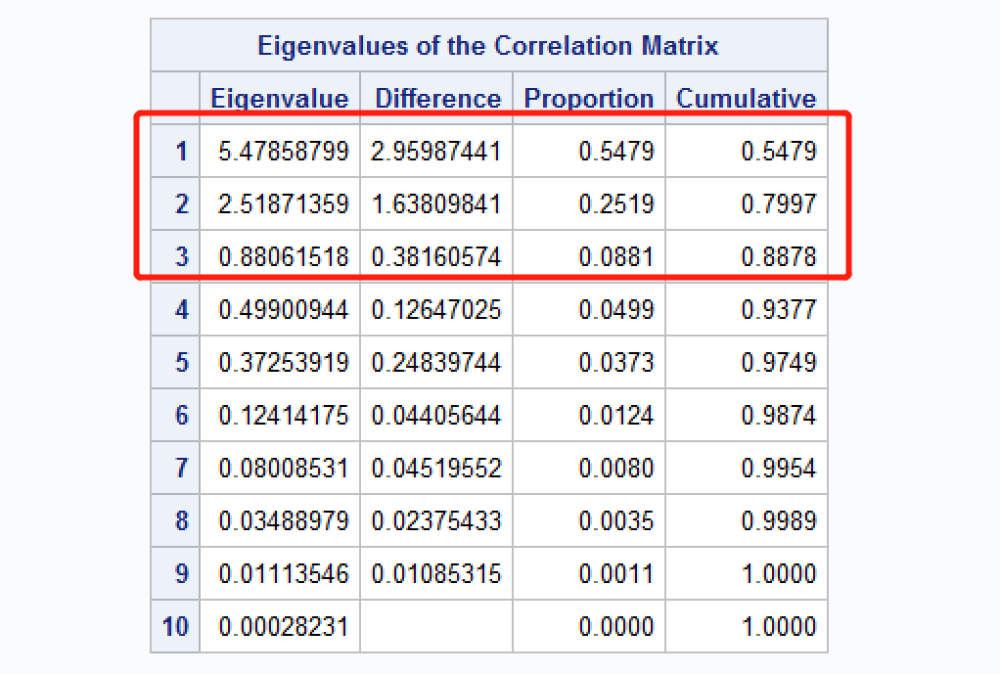 Eigenvalues of the Correlation Matrix
Eigenvalue Difference Proportion Cumulative
1 5.47858799 2.95987441 0.5479 0.5479
2 2.51871359 1.63809841 0.2519 0.7997
3 0.88061518 0.38160574 0.0881 0.8878
4 0.49900944 0.12647025 0.0499 0.9377
5 0.37253919 0.24839744 0.0373 0.9749
6 0.12414175 0.04405644 0.0124 0.9874
7 0.08008531 0.04519552 0.0080 0.9954
8 0.03488979 0.02375433 0.0035 0.9989
9 0.01113546 0.01085315 0.0011 1.0000
10 0.00028231 0.0000 1.0000